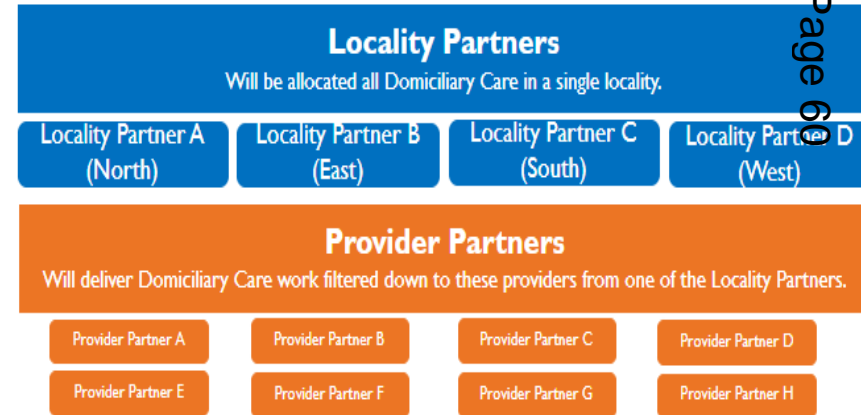 Locality Partners
Will be allocated all Domiciliary Care in a single locality.
Locality Partner A
(North)
Locality Partner B
(East)
Locality Partner C
(South)
Locality Partner D
(West)
Provider Partners
Will deliver Domiciliary Care work filtered down to these providers from one of the Locality Partners.
Provider Partner A
Provider Partner B
Provider Partner C
Provider Partner D
Provider Partner E
Provider Partner F
Provider Partner G
Provider Partner H
Page 60